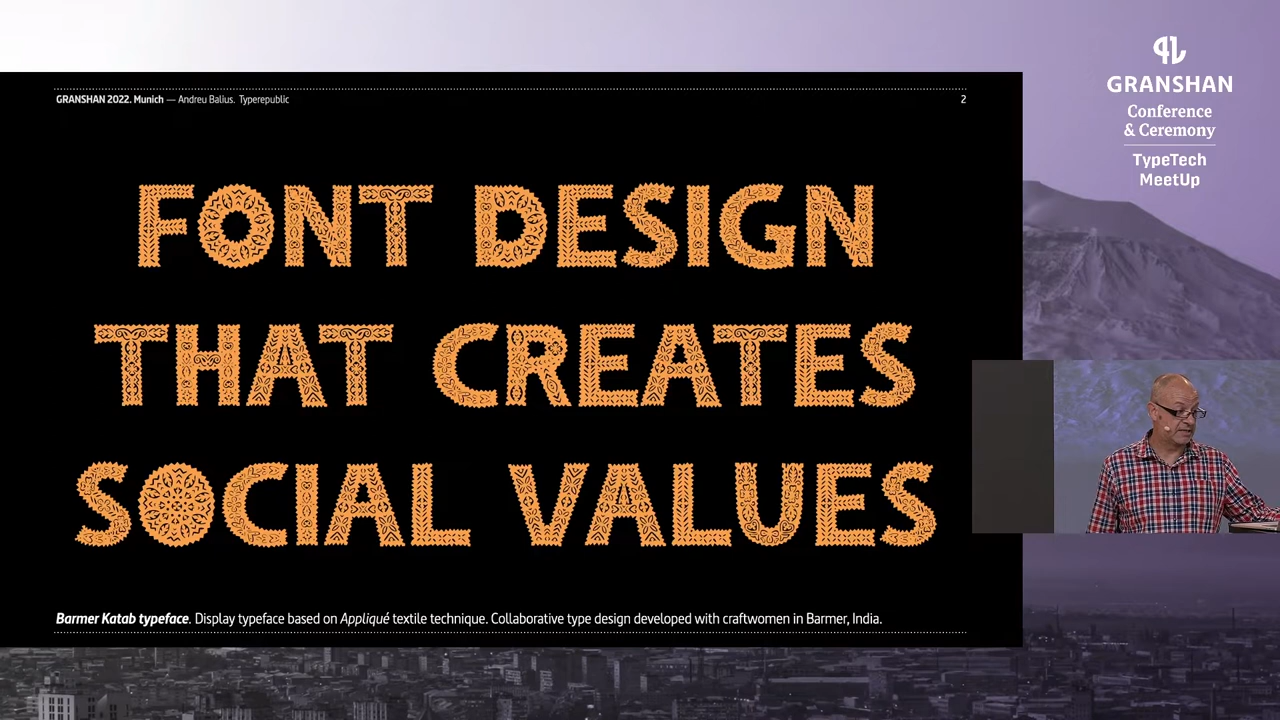 GRANSHAN 2022. Munich — Andreu Balius. Typerepublic
2
FONT DESIGN
THAT CREATES
SOCIAL VALUES
Barmer Katab typeface. Display typeface based on Appliqué textile technique. Collaborative type design developed with craftwomen in Barmer, India.
GRANSHAN
Conference
& Ceremony
TypeTech
MeetUp